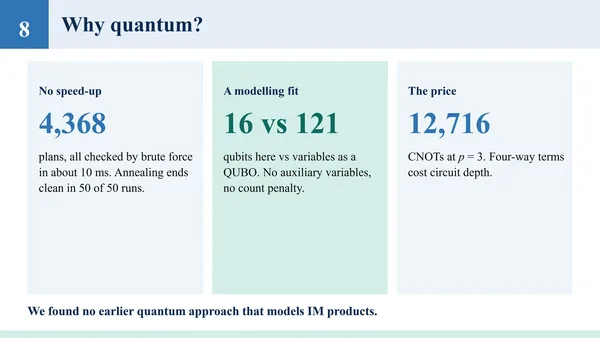 8
Why quantum?
No speed-up
4,368
plans, all checked by brute force
in about 10 ms. Annealing ends
clean in 50 of 50 runs.
A modelling fit
16 vs 121
qubits here vs variables as a
QUBO. No auxiliary variables,
no count penalty.
The price
12,716
CNOTs at p = 3. Four-way terms
cost circuit depth.
We found no earlier quantum approach that models IM products.